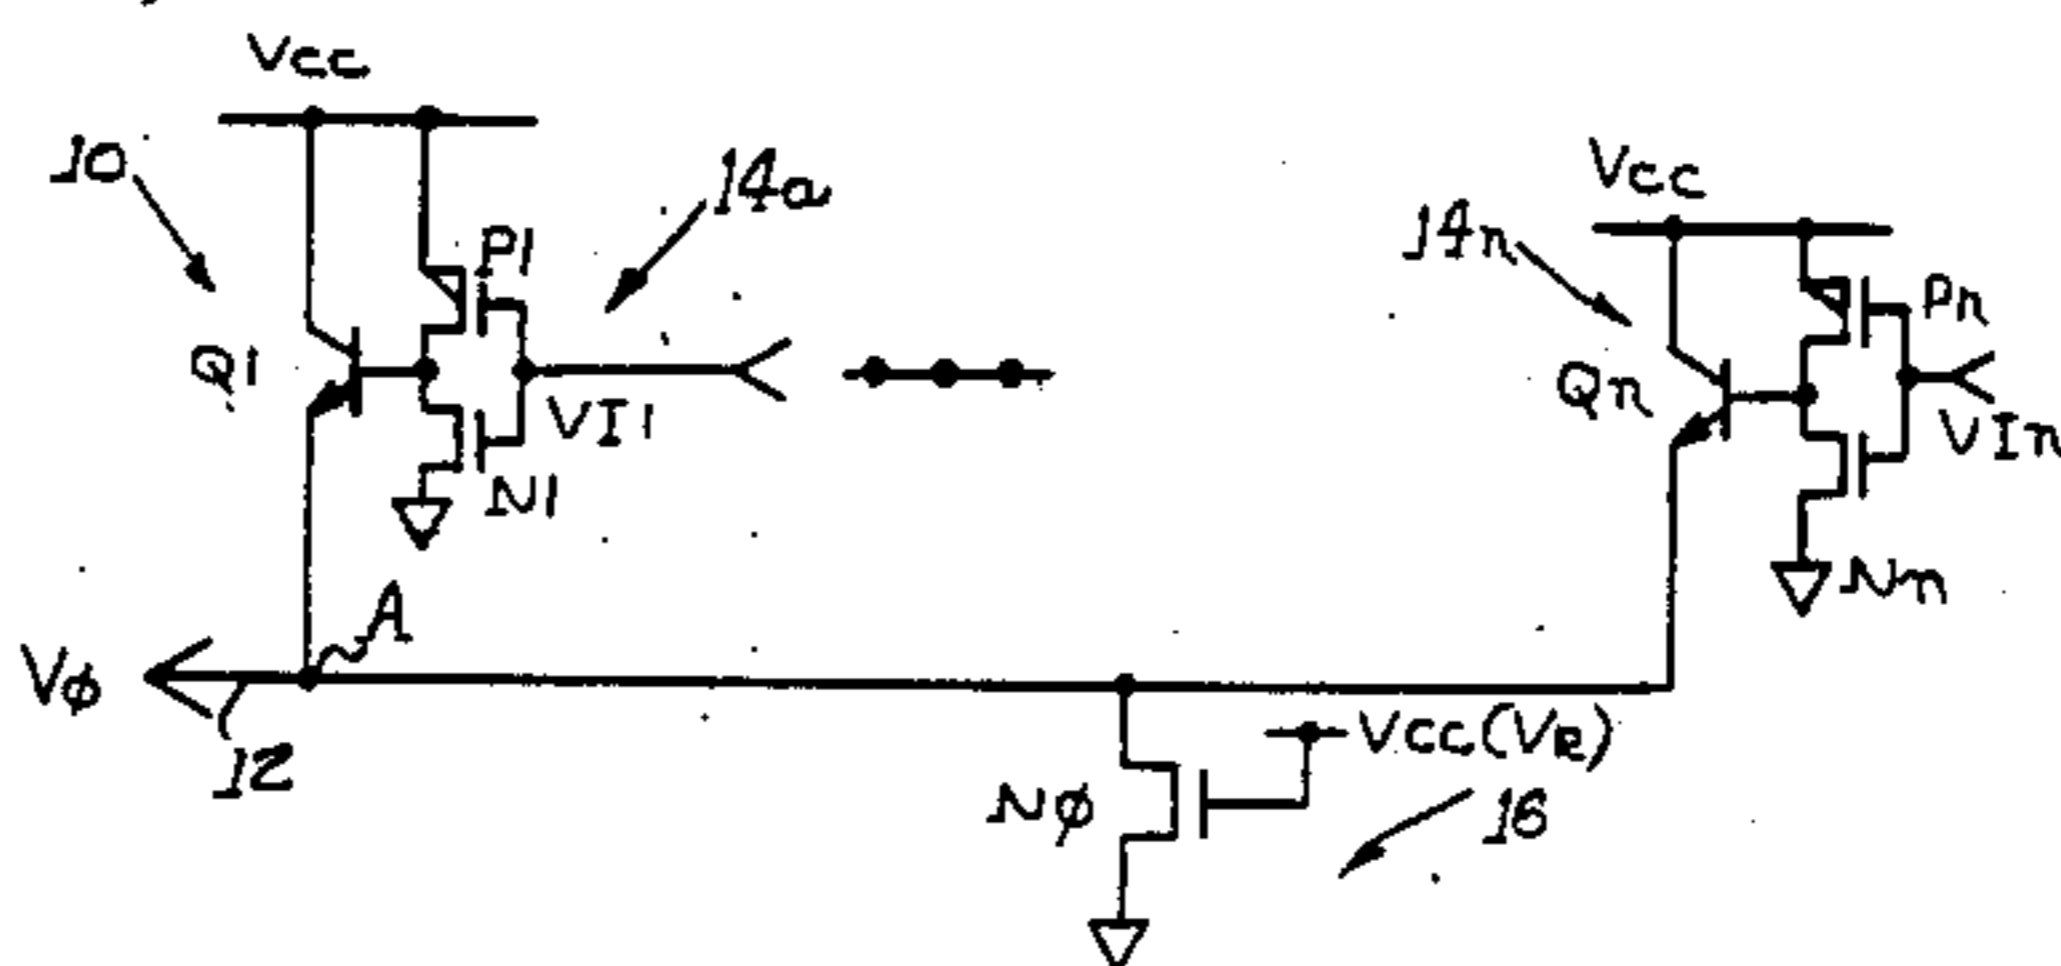 Vcc
10
14a
P1
Q1
VI1
N1
A
Vφ
12
Vcc
14n
Pn
Qn
VIn
Nn
Vcc(VR)
Nφ
16